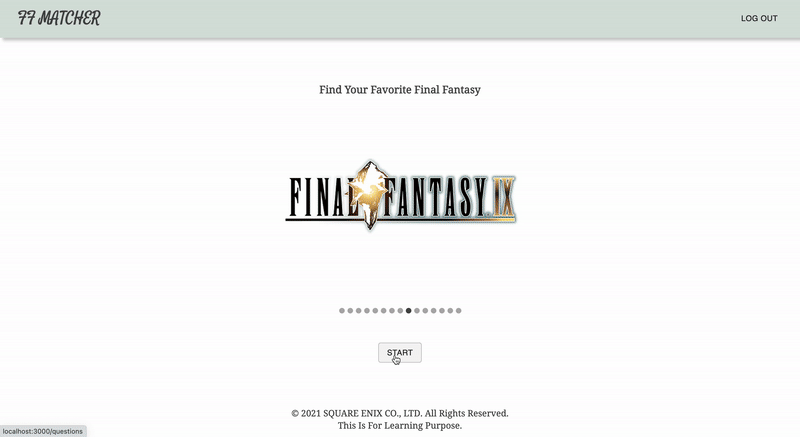 FF MATCHER
LOG OUT
Find Your Favorite Final Fantasy
FINAL FANTASY IX
START
© 2021 SQUARE ENIX CO., LTD. All Rights Reserved.
This Is For Learning Purpose.
localhost:3000/questions